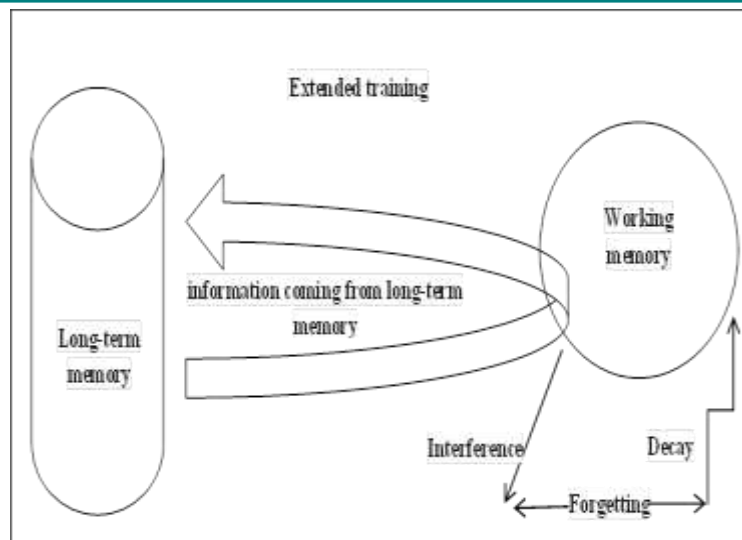 Extended training
Working
memory
information coming from long-term
memory
Long-term
memory
Interference
Decay
Forgetting